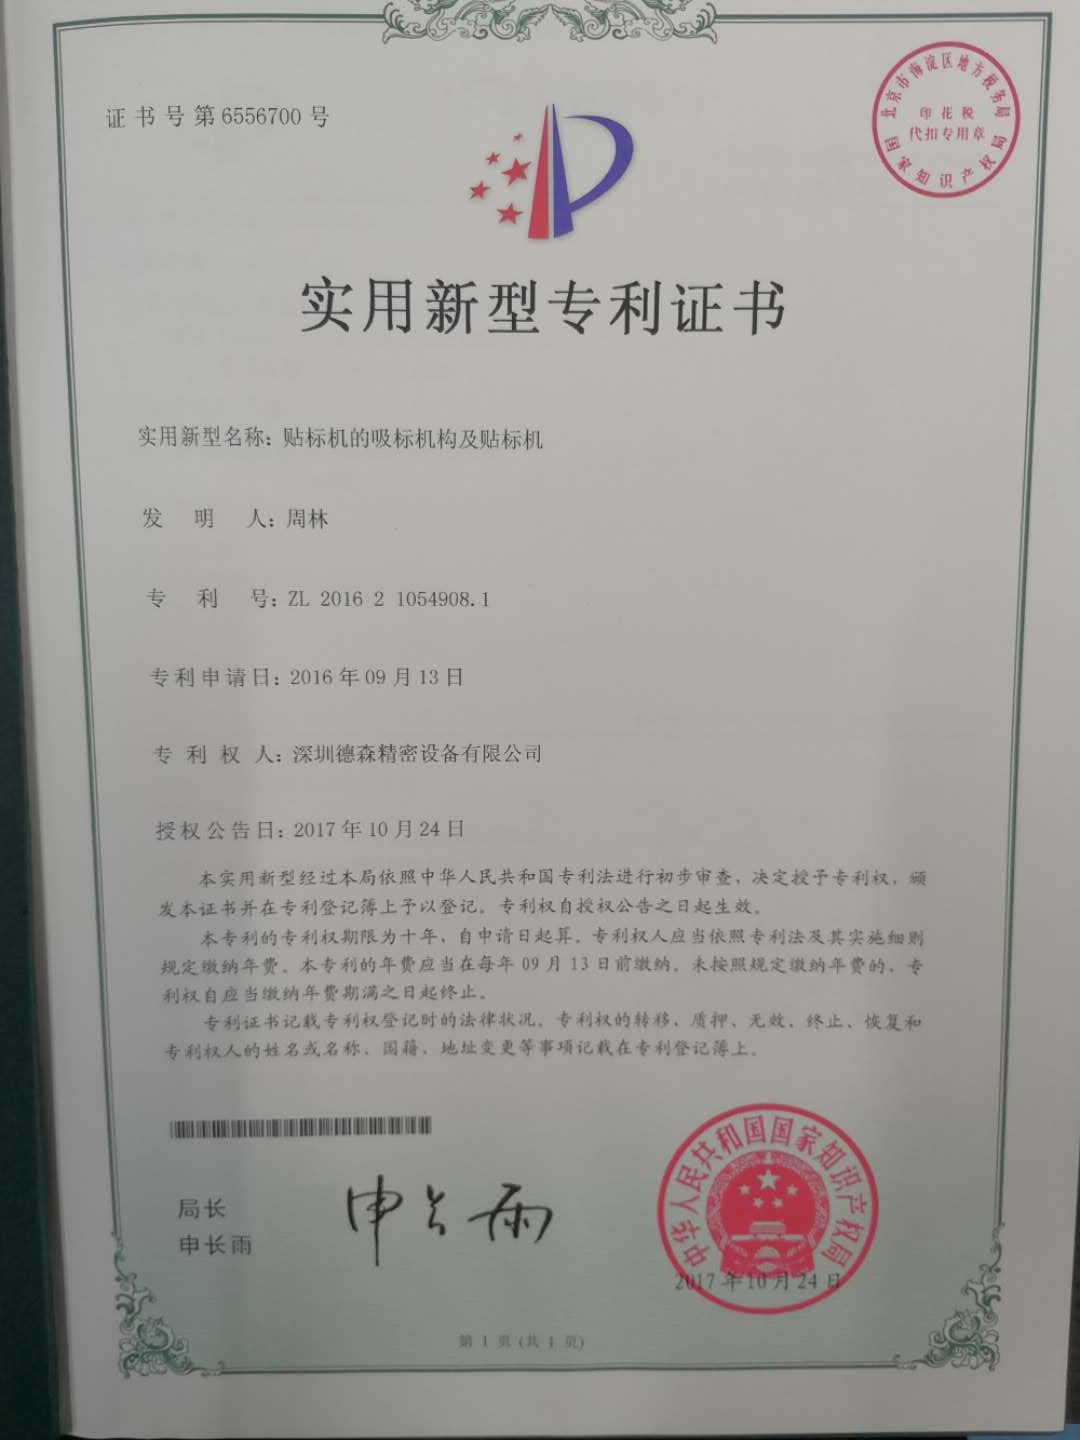 证书号第6556700号
北京市海淀区地方税务局
印花税
代扣专用章
国家知识产权局
实用新型专利证书
实用新型名称：贴标机的吸标机构及贴标机
发明人：周林
专利号：ZL 2016 2 1054908.1
专利申请日：2016年09月13日
专利权人：深圳德森精密设备有限公司
授权公告日：2017年10月24日
本实用新型经过本局依照中华人民共和国专利法进行初步审查，决定授予专利权，颁
发本证书并在专利登记簿上予以登记。专利权自授权公告之日起生效。
本专利的专利权期限为十年，自申请日起算。专利权人应当依照专利法及其实施细则
规定缴纳年费。本专利的年费应当在每年09月13日前缴纳。未按照规定缴纳年费的，专
利权自应当缴纳年费期满之日起终止。
专利证书记载专利权登记时的法律状况。专利权的转移、质押、无效、终止、恢复和
专利权人的姓名或名称、国籍、地址变更等事项记载在专利登记簿上。
局长
申长雨
申长雨
中华人民共和国国家知识产权局
2017年10月24日
第1页(共1页)